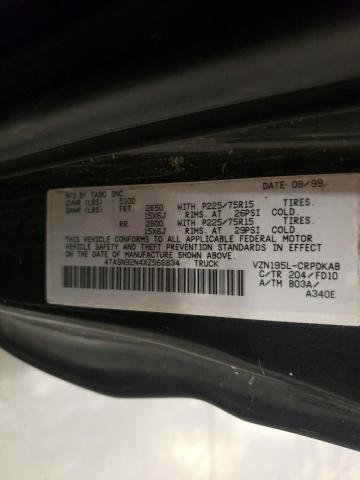 MFD BY TABC INC. DATE 08/99
GVWR (LBS) 5100
GAWR (LBS) FRT. 2650 WITH P225/75R15 TIRES.
15X6J RIMS. AT 26PSI COLD.
RR. 2800 WITH P225/75R15 TIRES.
15X6J RIMS. AT 29PSI COLD.
THIS VEHICLE CONFORMS TO ALL APPLICABLE FEDERAL MOTOR
VEHICLE SAFETY AND THEFT PREVENTION STANDARDS IN EFFECT
ON THE DATE OF MANUFACTURE SHOWN ABOVE.
4TASN92N4XZ566834 TRUCK VZN195L-CRPDKAB
C/TR 204/FD10
A/TM B03A/
A340E